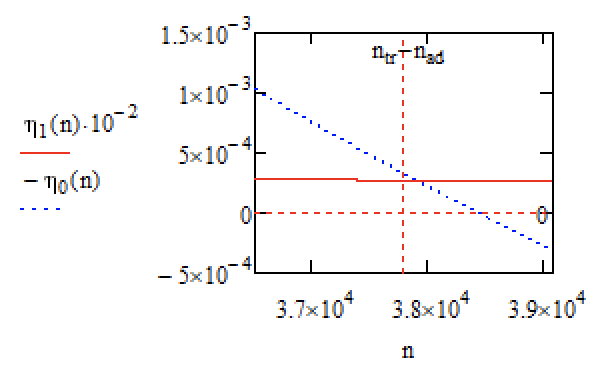 1.5×10⁻³
nₜᵣ−n_ad
1×10⁻³
η₁(n)·10⁻²
5×10⁻⁴
−η₀(n)
0 0
−5×10⁻⁴
3.7×10⁴ 3.8×10⁴ 3.9×10⁴
n